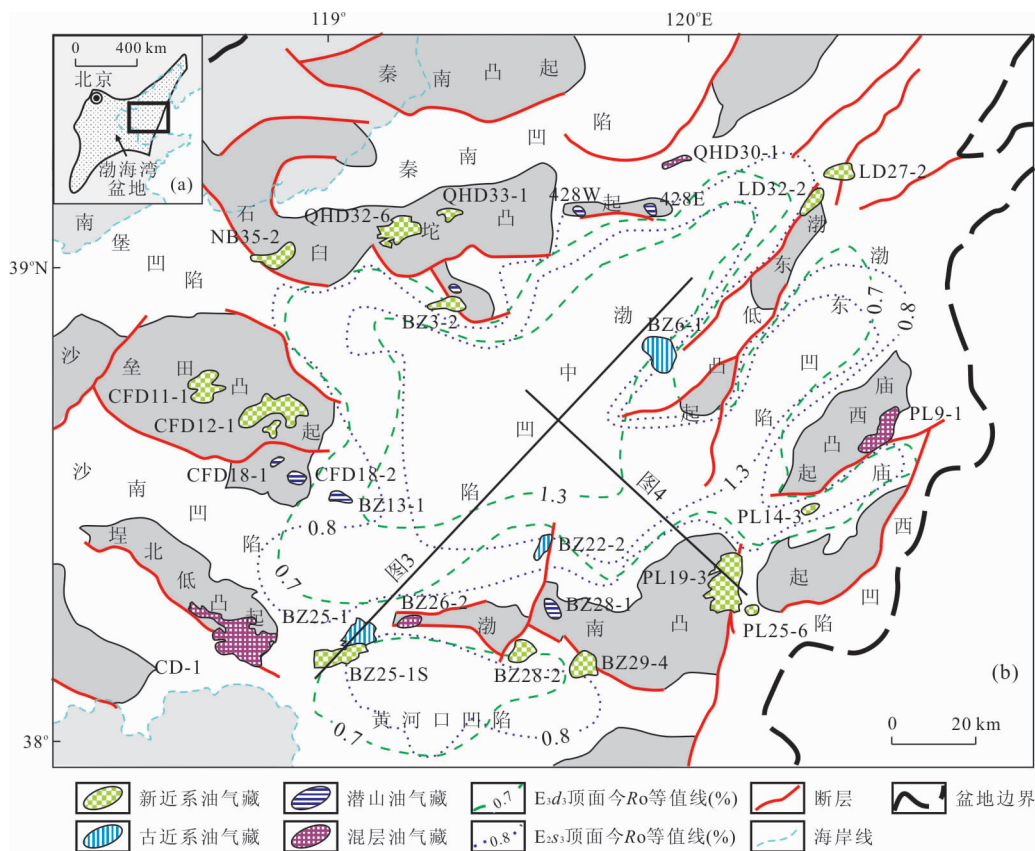 119°
120°E
0 400 km
北京
渤海湾
盆地
(a)
秦南凸起
秦南凹陷
QHD30-1
LD27-2
LD32-2
428W
起
428E
QHD33-1
QHD32-6
石臼坨凸
NB35-2
南堡凹陷
39°N
BZ3-2
渤东低凸起
渤东凹陷
0.7
0.8
渤中凹陷
BZ6-1
沙垒田凸起
CFD11-1
CFD12-1
庙西凸起
PL9-1
CFD18-1
CFD18-2
BZ13-1
沙南凹陷
1.3
1.3
图4
图3
PL14-3
庙西凹陷
0.8
0.7
埕北低凸起
BZ22-2
PL19-3
起
BZ25-1
BZ26-2
BZ28-1
渤南凸
PL25-6
CD-1
BZ25-1S
BZ28-2
BZ29-4
(b)
黄河口凹陷
0.7
0.8
38°
0 20 km
新近系油气藏
潜山油气藏
0.7
E₃d₃顶面今Ro等值线(%)
断层
盆地边界
古近系油气藏
混层油气藏
0.8
E₂s₃顶面今Ro等值线(%)
海岸线